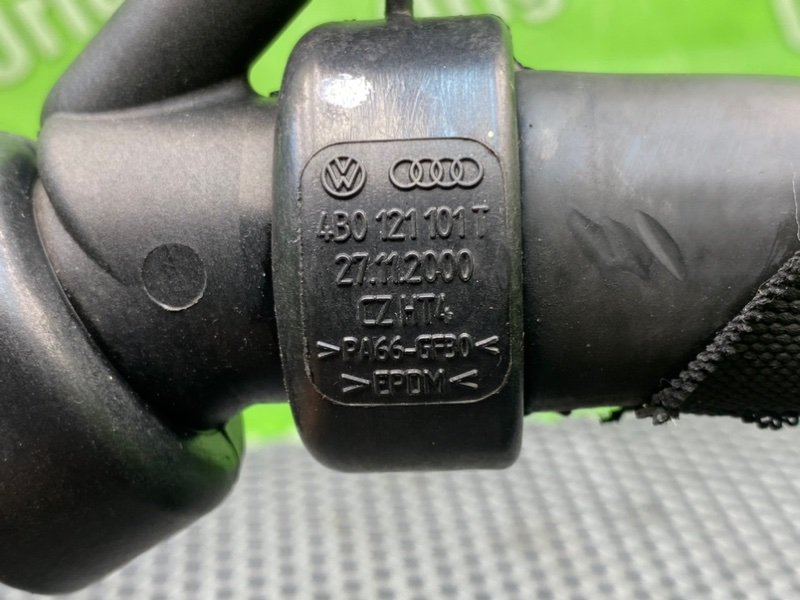 4B0 121 101 T
27.11.2000
CZ HT4
>PA66-GF30<
>EPDM<